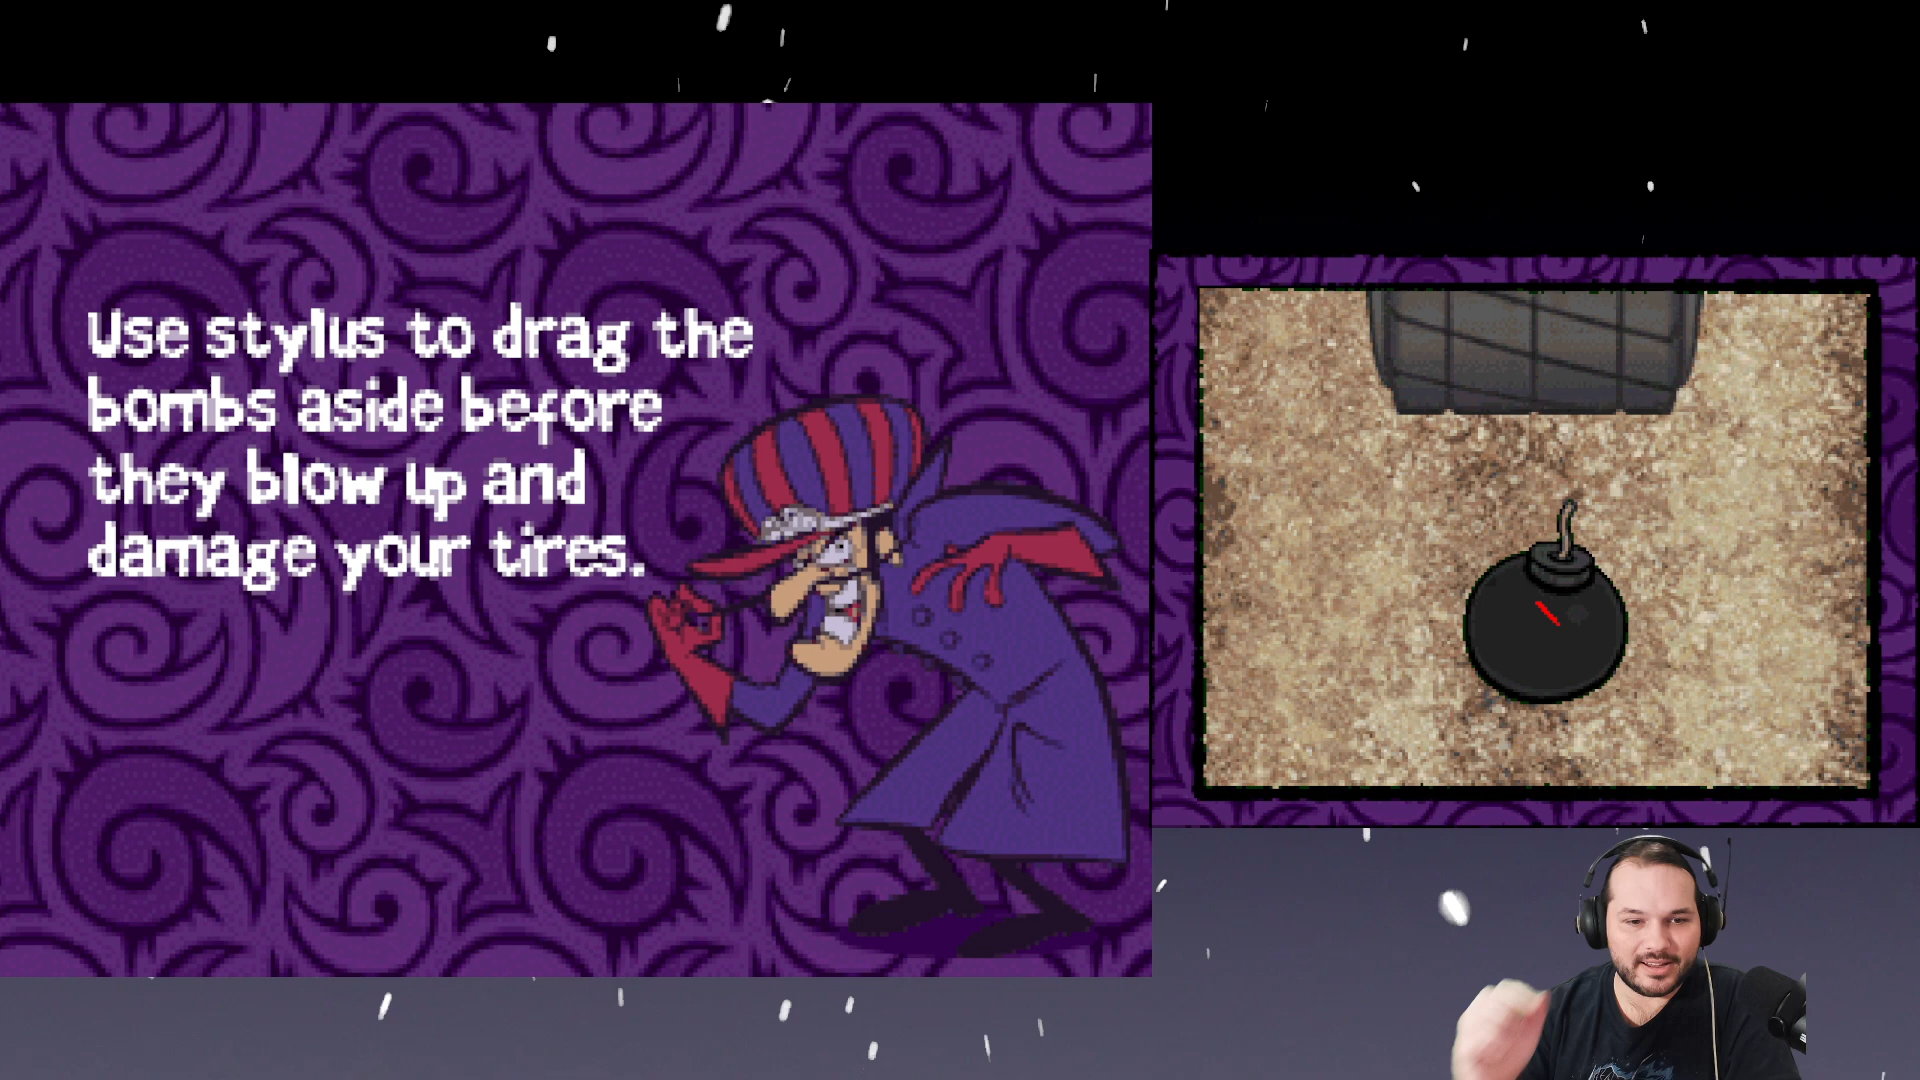 Use stylus to drag the
bombs aside before
they blow up and
damage your tires.